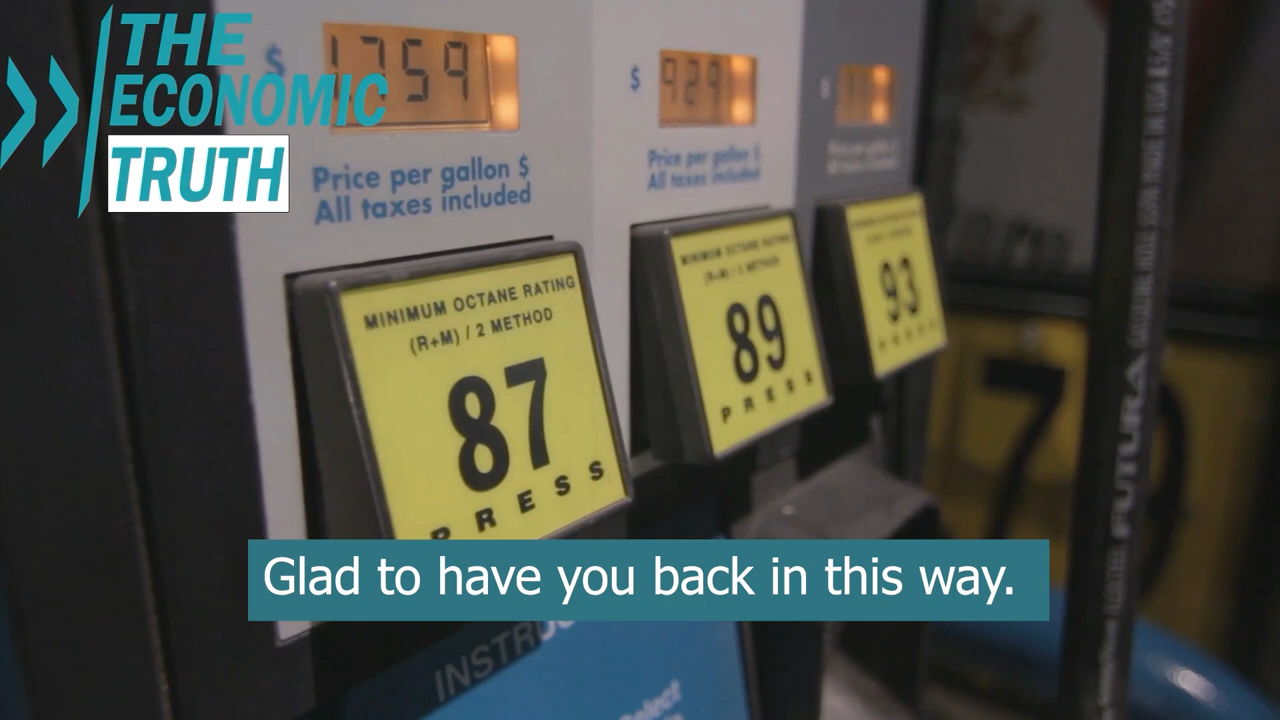 THE
ECONOMIC
TRUTH
$ 1759
Price per gallon $
All taxes included
MINIMUM OCTANE RATING
(R+M) / 2 METHOD
87
PRESS
$ 929
Price per gallon $
All taxes included
MINIMUM OCTANE RATING
(R+M) / 2 METHOD
89
PRESS
93
PRESS
7
FUTURA
Glad to have you back in this way.